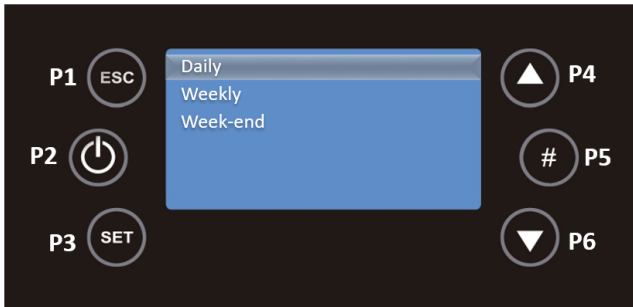 P1 ESC
Daily
Weekly
Week-end
P4
P2
# P5
P3 SET
P6